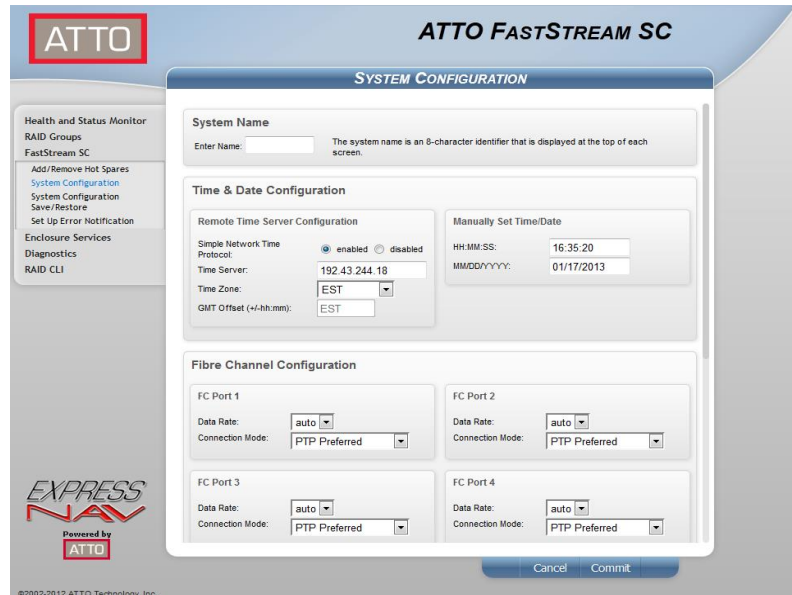 ATTO
ATTO FASTSTREAM SC
SYSTEM CONFIGURATION
Health and Status Monitor
RAID Groups
FastStream SC
Add/Remove Hot Spares
System Configuration
System Configuration
Save/Restore
Set Up Error Notification
Enclosure Services
Diagnostics
RAID CLI
System Name
Enter Name:
The system name is an 8-character identifier that is displayed at the top of each
screen.
Time & Date Configuration
Remote Time Server Configuration
Simple Network Time
Protocol:
enabled disabled
Time Server: 192.43.244.18
Time Zone: EST
GMT Offset (+/-hh:mm): EST
Manually Set Time/Date
HH:MM:SS: 16:35:20
MM/DD/YYYY: 01/17/2013
Fibre Channel Configuration
FC Port 1
Data Rate: auto
Connection Mode: PTP Preferred
FC Port 2
Data Rate: auto
Connection Mode: PTP Preferred
FC Port 3
Data Rate: auto
Connection Mode: PTP Preferred
FC Port 4
Data Rate: auto
Connection Mode: PTP Preferred
EXPRESS
NAV
Powered by
ATTO
Cancel Commit
©2002-2012 ATTO Technology, Inc.